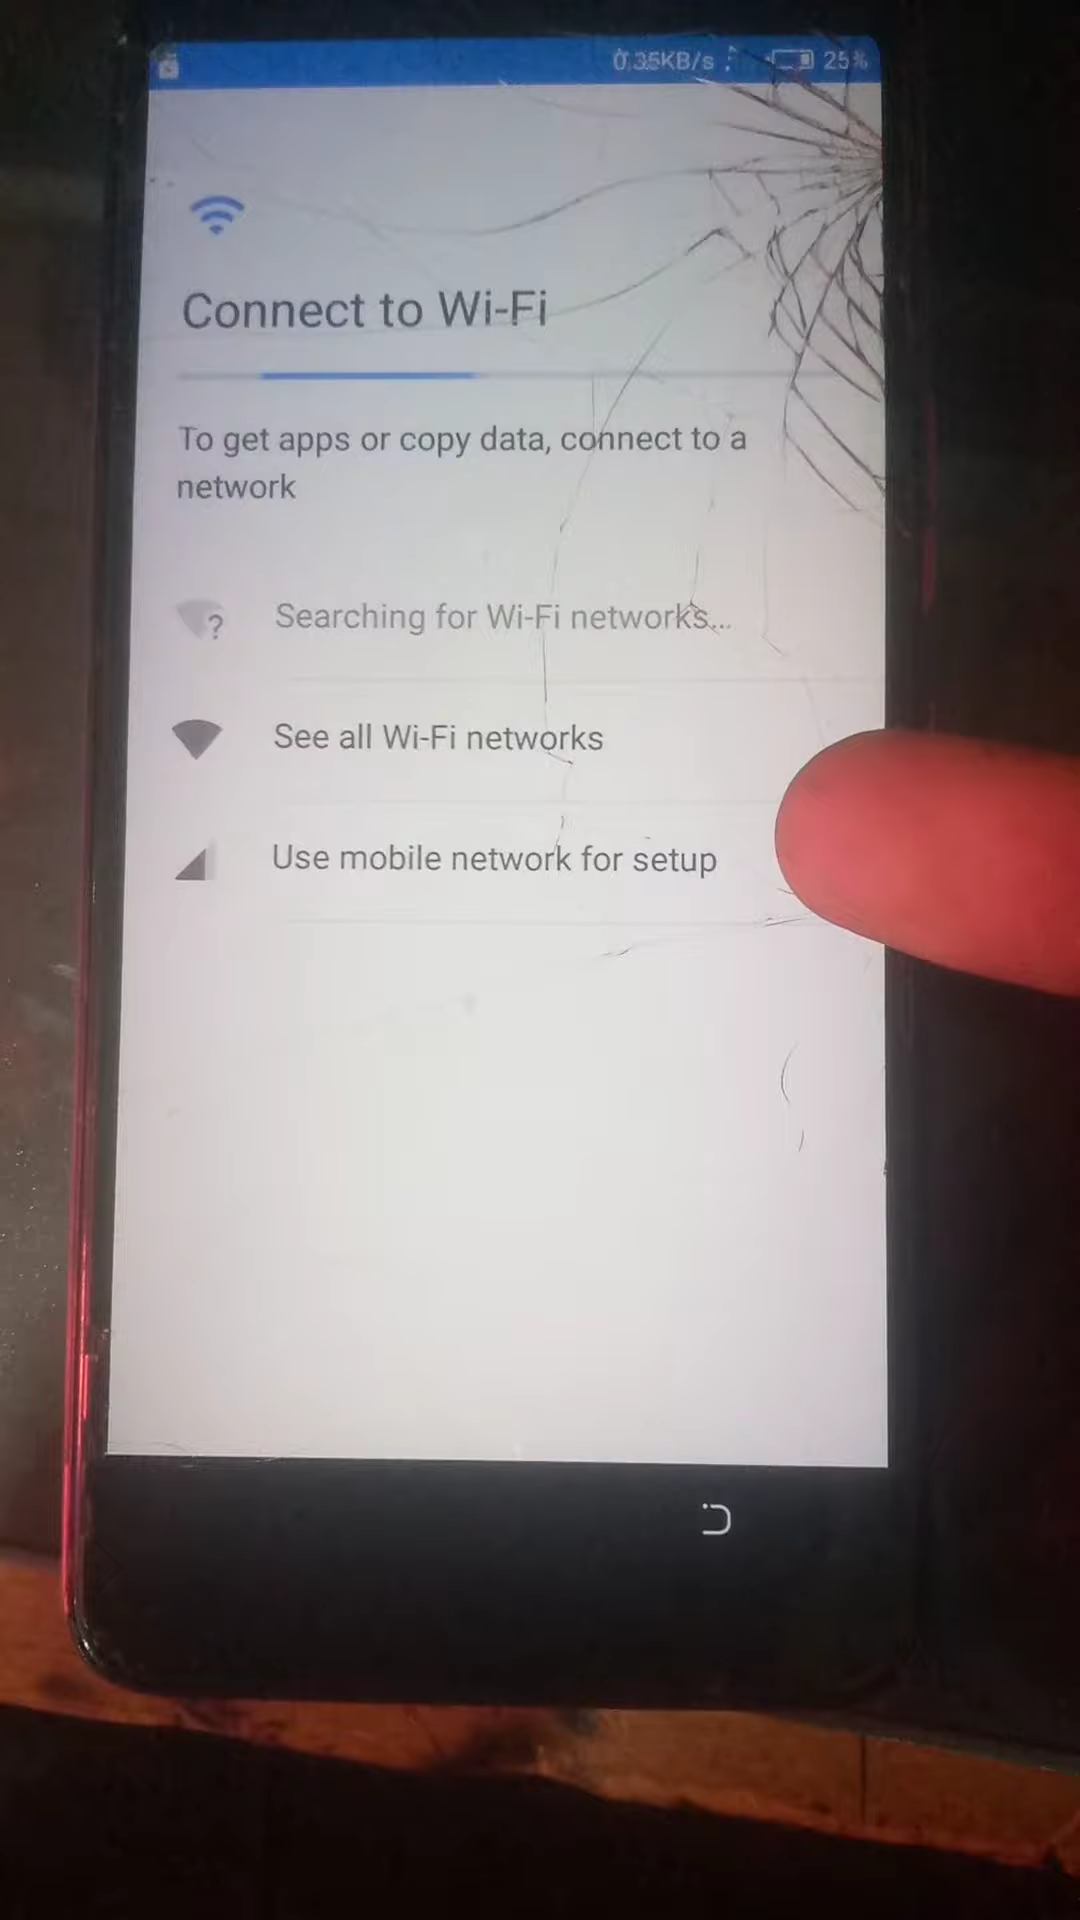 0.35KB/s 25%
Connect to Wi-Fi
To get apps or copy data, connect to a
network
Searching for Wi-Fi networks...
See all Wi-Fi networks
Use mobile network for setup